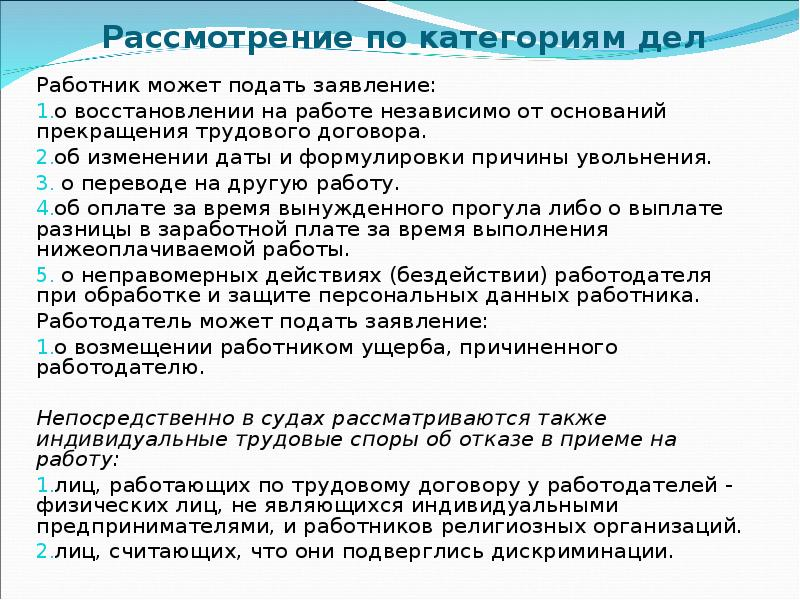 Рассмотрение по категориям дел
Работник может подать заявление:
1.о восстановлении на работе независимо от оснований
прекращения трудового договора.
2.об изменении даты и формулировки причины увольнения.
3. о переводе на другую работу.
4.об оплате за время вынужденного прогула либо о выплате
разницы в заработной плате за время выполнения
нижеоплачиваемой работы.
5. о неправомерных действиях (бездействии) работодателя
при обработке и защите персональных данных работника.
Работодатель может подать заявление:
1.о возмещении работником ущерба, причиненного
работодателю.
Непосредственно в судах рассматриваются также
индивидуальные трудовые споры об отказе в приеме на
работу:
1.лиц, работающих по трудовому договору у работодателей -
физических лиц, не являющихся индивидуальными
предпринимателями, и работников религиозных организаций.
2.лиц, считающих, что они подверглись дискриминации.